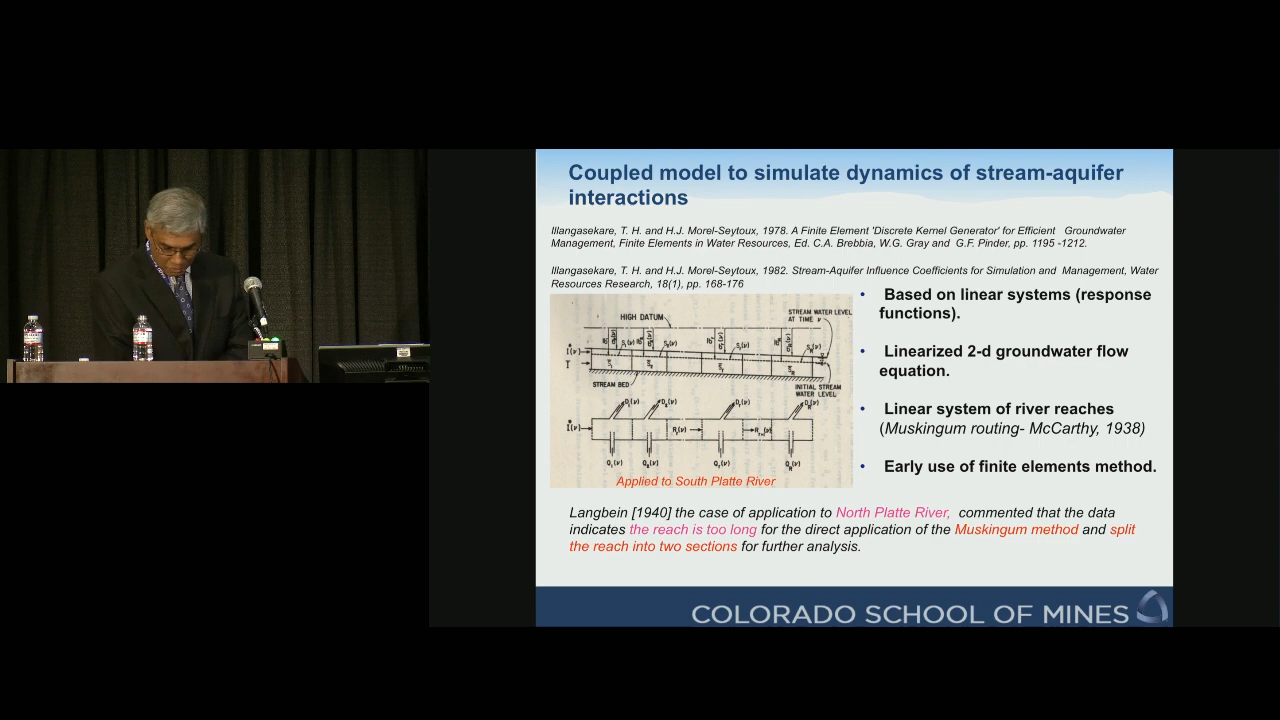 Coupled model to simulate dynamics of stream-aquifer
interactions
Illangasekare, T. H. and H.J. Morel-Seytoux, 1978. A Finite Element 'Discrete Kernel Generator' for Efficient Groundwater
Management, Finite Elements in Water Resources, Ed. C.A. Brebbia, W.G. Gray and G.F. Pinder, pp. 1195 -1212.
Illangasekare, T. H. and H.J. Morel-Seytoux, 1982. Stream-Aquifer Influence Coefficients for Simulation and Management, Water
Resources Research, 18(1), pp. 168-176
HIGH DATUM
STREAM WATER LEVEL
AT TIME ν
STREAM BED
INITIAL STREAM
WATER LEVEL
Applied to South Platte River
• Based on linear systems (response
functions).
• Linearized 2-d groundwater flow
equation.
• Linear system of river reaches
(Muskingum routing- McCarthy, 1938)
• Early use of finite elements method.
Langbein [1940] the case of application to North Platte River, commented that the data
indicates the reach is too long for the direct application of the Muskingum method and split
the reach into two sections for further analysis.
COLORADO SCHOOL OF MINES